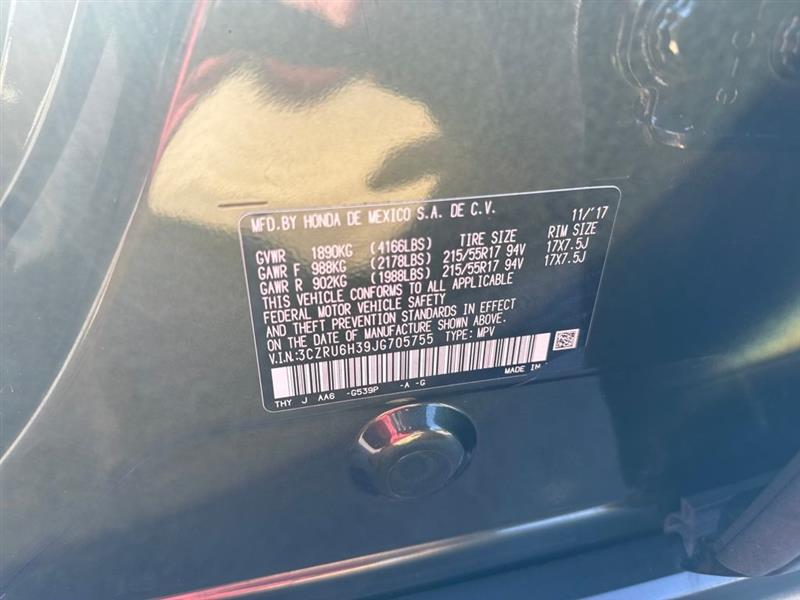 MFD.BY HONDA DE MEXICO S.A. DE C.V. 11/'17
GVWR 1890KG (4166LBS) TIRE SIZE RIM SIZE
GAWR F 988KG (2178LBS) 215/55R17 94V 17X7.5J
GAWR R 902KG (1988LBS) 215/55R17 94V 17X7.5J
THIS VEHICLE CONFORMS TO ALL APPLICABLE
FEDERAL MOTOR VEHICLE SAFETY
AND THEFT PREVENTION STANDARDS IN EFFECT
ON THE DATE OF MANUFACTURE SHOWN ABOVE.
V.I.N.:3CZRU6H39JG705755 TYPE: MPV
THY J AA6 -G539P -A -G MADE IN